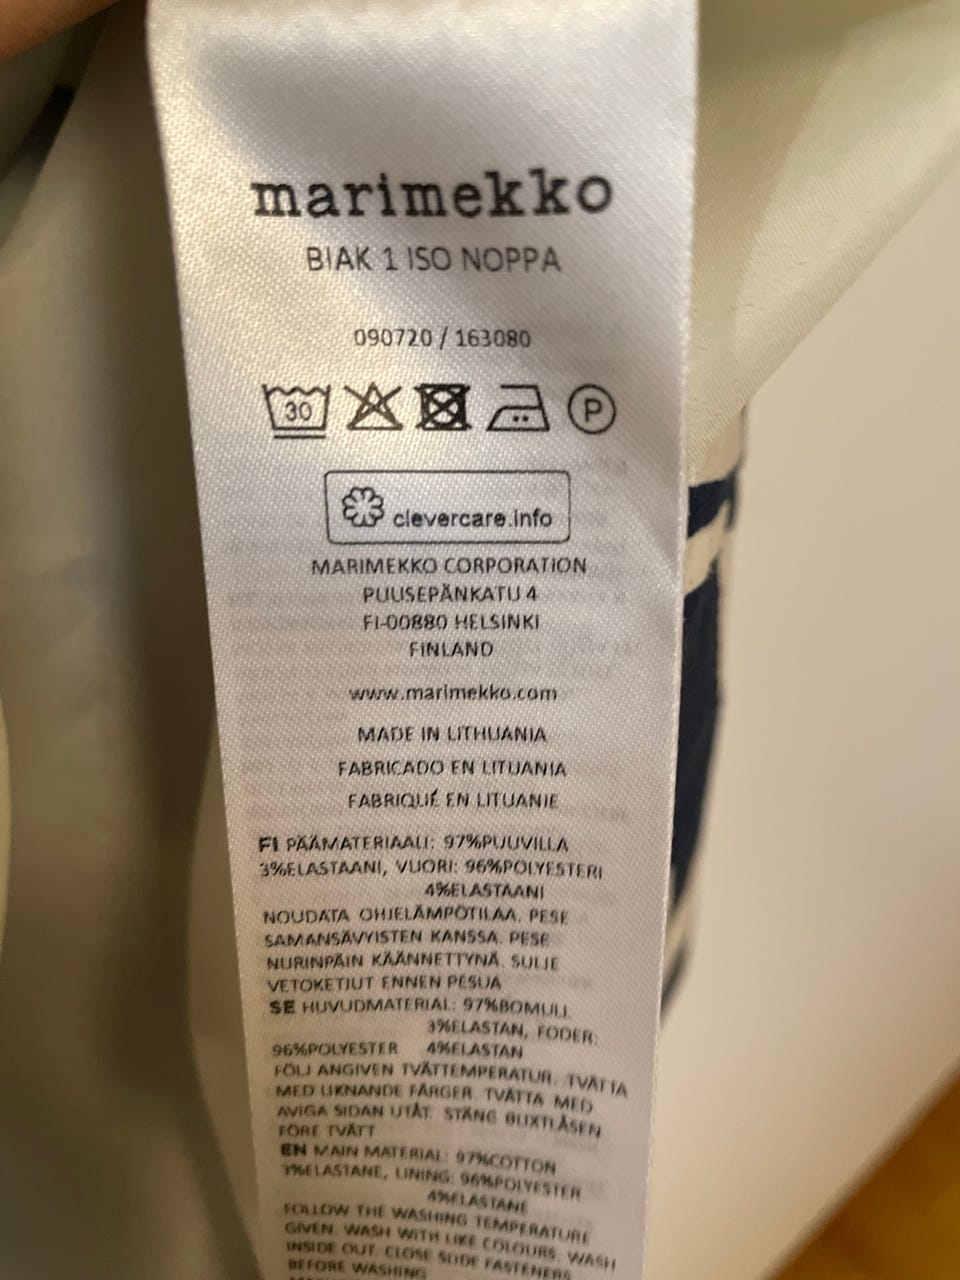 marimekko
BIAK 1 ISO NOPPA
090720 / 163080
30 P
clevercare.info
MARIMEKKO CORPORATION
PUUSEPÄNKATU 4
FI-00880 HELSINKI
FINLAND
www.marimekko.com
MADE IN LITHUANIA
FABRICADO EN LITUANIA
FABRIQUÉ EN LITUANIE
FI PÄÄMATERIAALI: 97%PUUVILLA
3%ELASTAANI, VUORI: 96%POLYESTERI
4%ELASTAANI
NOUDATA OHJELÄMPÖTILAA. PESE
SAMANSÄVYISTEN KANSSA. PESE
NURINPÄIN KÄÄNNETTYNÄ. SULJE
VETOKETJUT ENNEN PESUA
SE HUVUDMATERIAL: 97%BOMULL
3%ELASTAN, FODER:
96%POLYESTER 4%ELASTAN
FÖLJ ANGIVEN TVÄTTEMPERATUR. TVÄTTA
MED LIKNANDE FÄRGER. TVÄTTA MED
AVIGA SIDAN UTÅT. STÄNG BLIXTLÅSEN
FÖRE TVÄTT
EN MAIN MATERIAL: 97%COTTON
3%ELASTANE, LINING: 96%POLYESTER
4%ELASTANE
FOLLOW THE WASHING TEMPERATURE
GIVEN. WASH WITH LIKE COLOURS. WASH
INSIDE OUT. CLOSE SLIDE FASTENERS
BEFORE WASHING